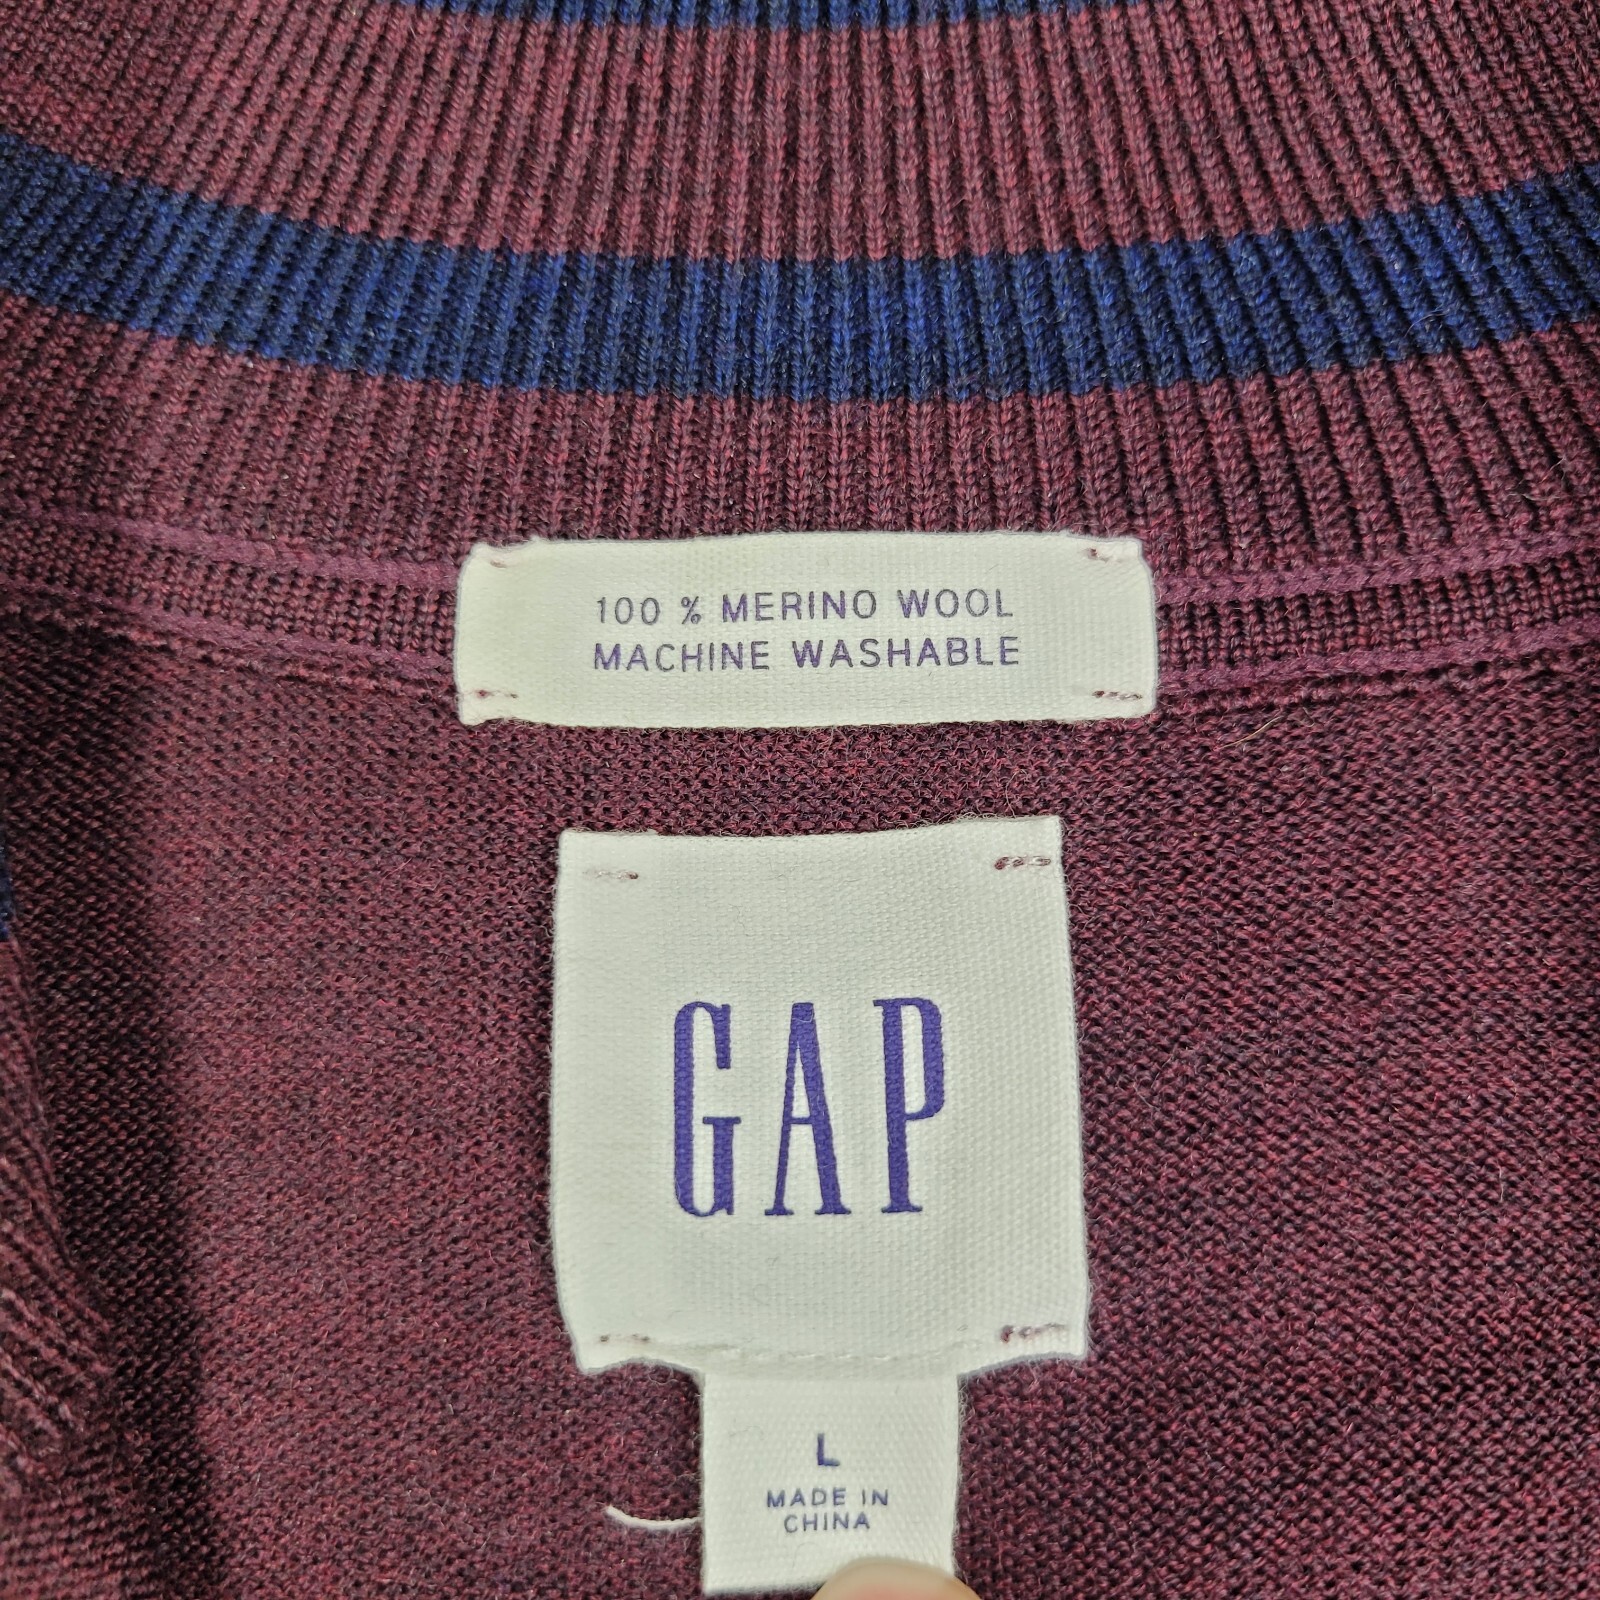 100 % MERINO WOOL
MACHINE WASHABLE
GAP
L
MADE IN
CHINA